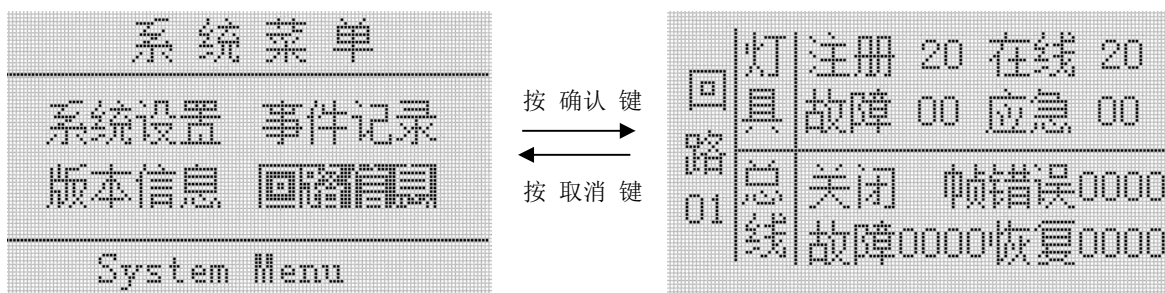 系统菜单
系统设置 事件记录
版本信息 回路信息
System Menu
按 确认 键
按 取消 键
回路01
灯具
注册 20 在线 20
故障 00 应急 00
总线
关闭 帧错误0000
故障0000恢复0000